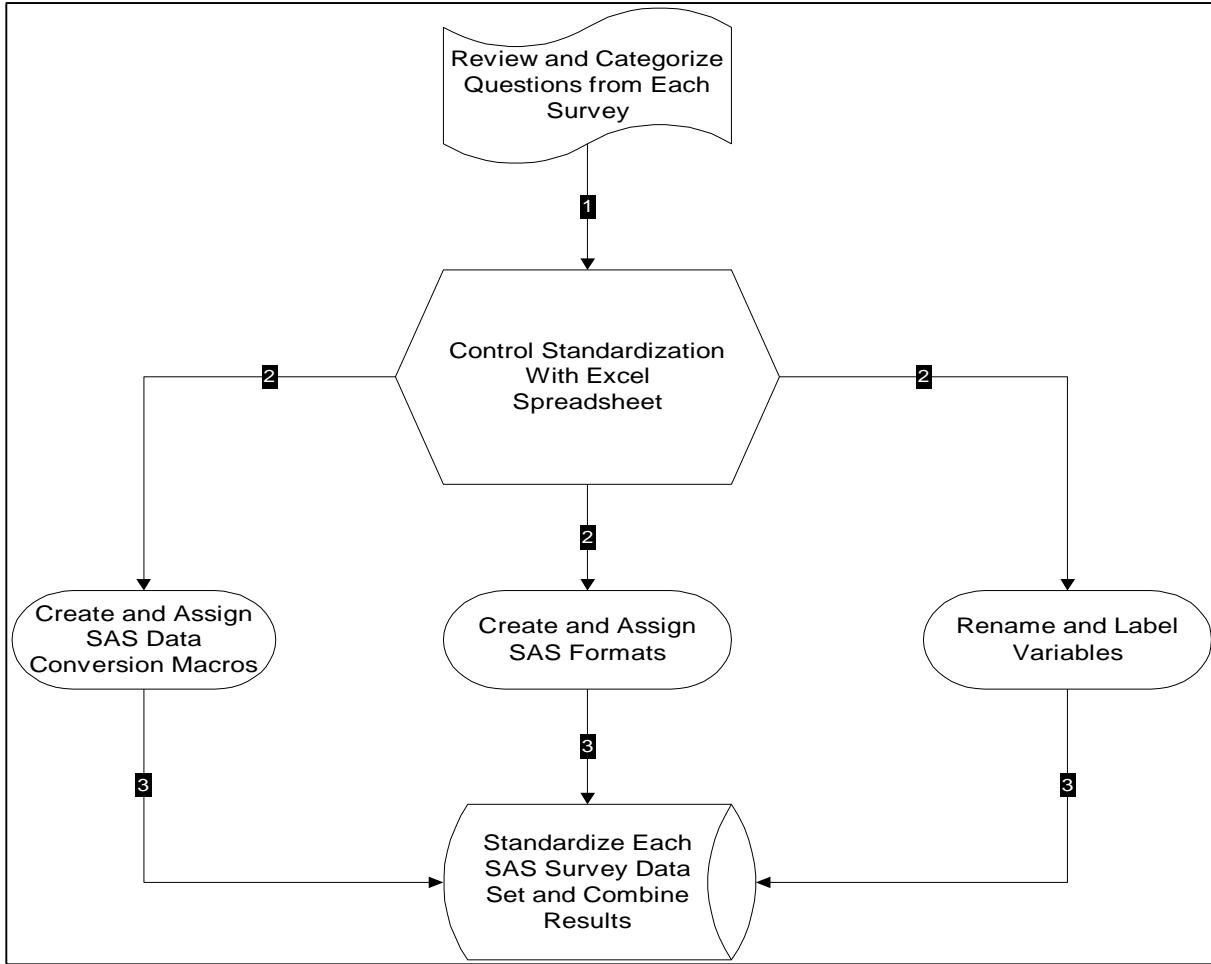 Review and Categorize
Questions from Each
Survey
1
Control Standardization
With Excel
Spreadsheet
2
2
2
Create and Assign
SAS Data
Conversion Macros
Create and Assign
SAS Formats
Rename and Label
Variables
3
3
3
Standardize Each
SAS Survey Data
Set and Combine
Results